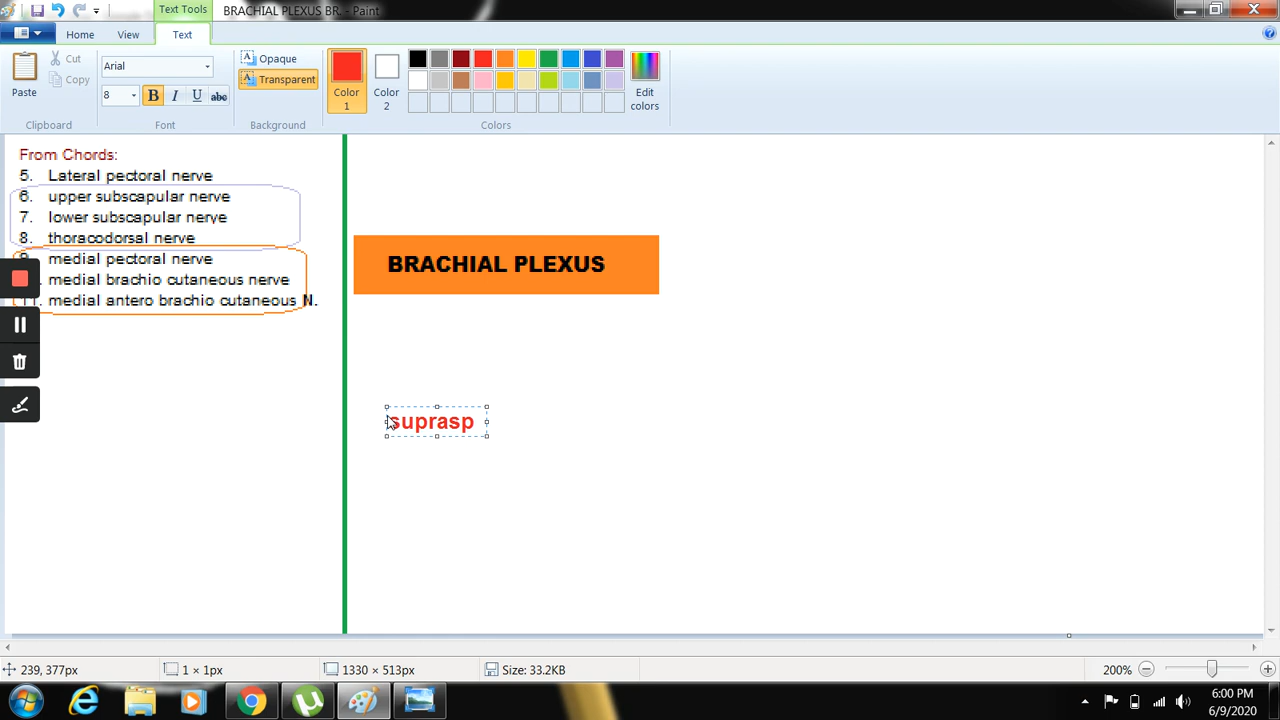 Text Tools
BRACHIAL PLEXUS BR. - Paint
Home
View
Text
Paste
Cut
Copy
Clipboard
Arial
8
B
I
U
abc
Font
Opaque
Transparent
Background
Color 1
Color 2
Edit colors
Colors
From Chords:
5. Lateral pectoral nerve
6. upper subscapular nerve
7. lower subscapular nerve
8. thoracodorsal nerve
9. medial pectoral nerve
medial brachio cutaneous nerve
11. medial antero brachio cutaneous N.
BRACHIAL PLEXUS
suprasp
239, 377px
1 × 1px
1330 × 513px
Size: 33.2KB
200%
6:00 PM
6/9/2020